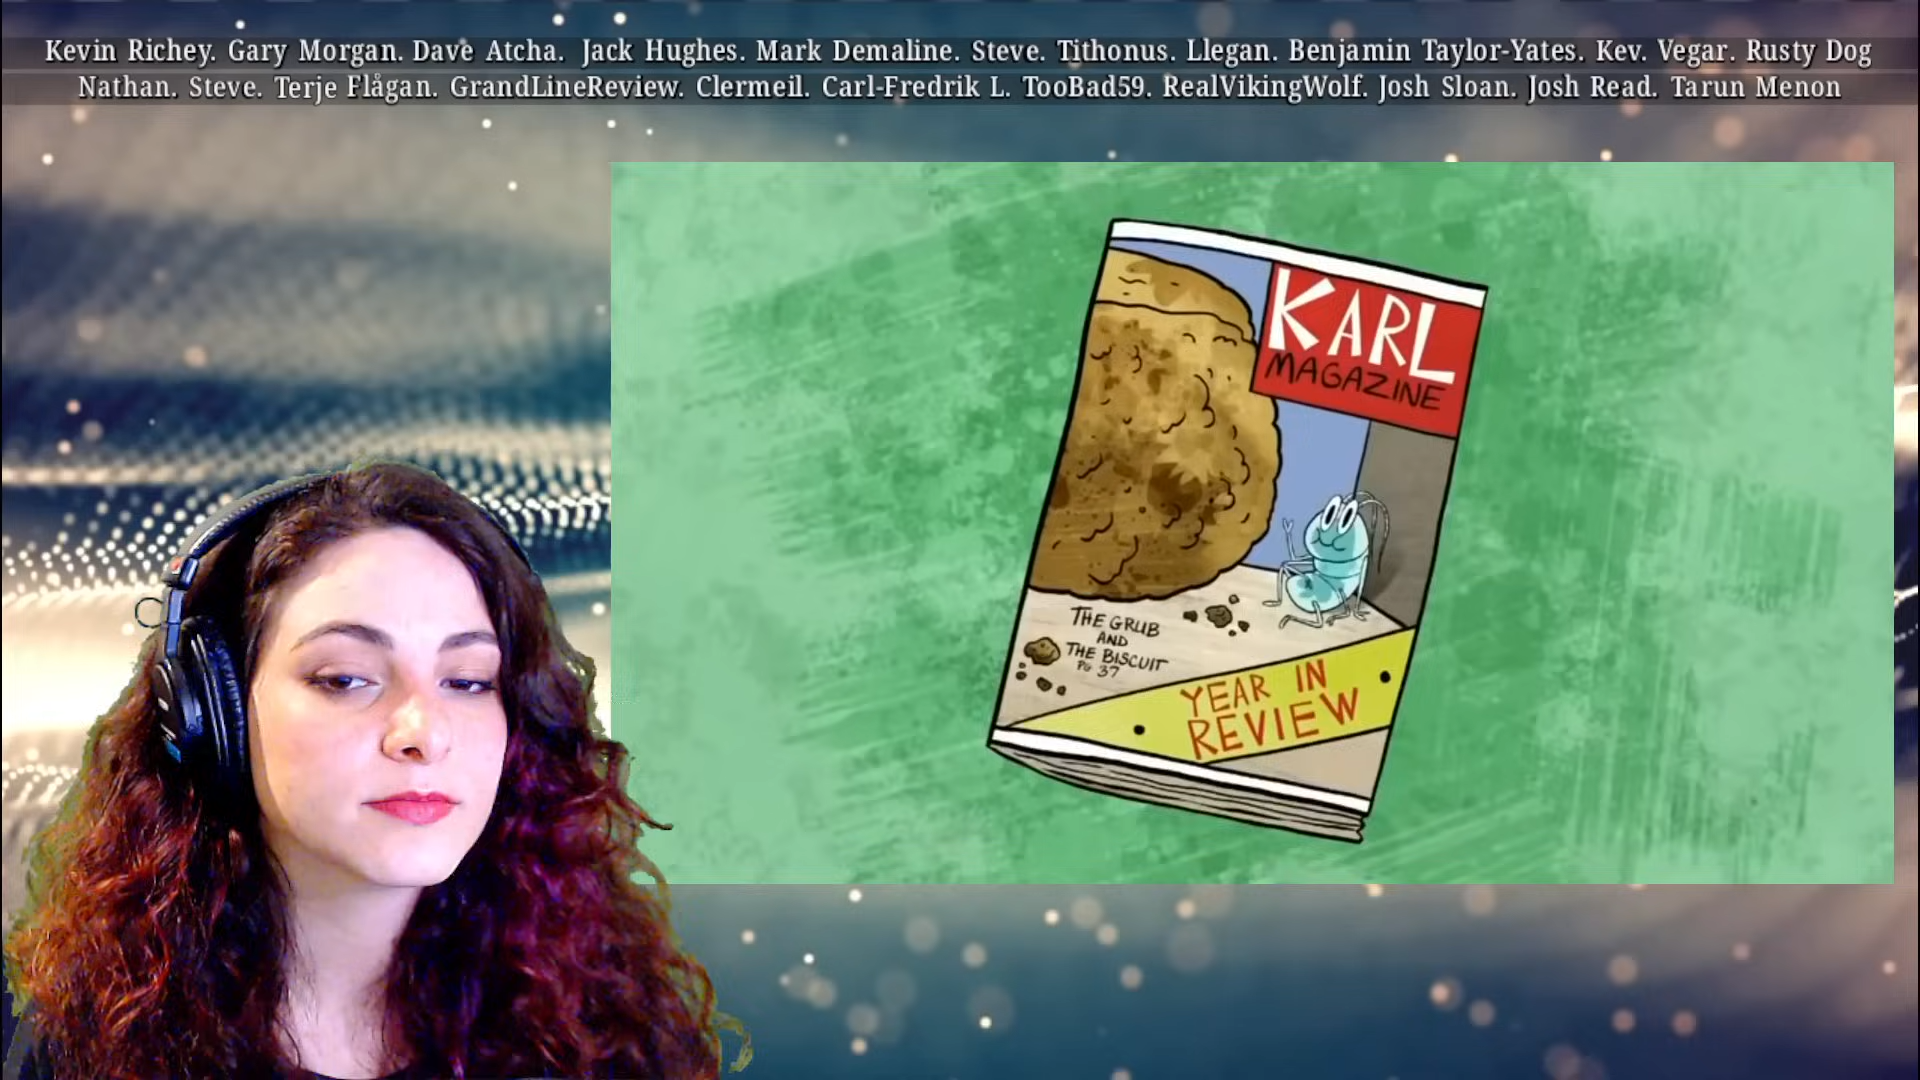 Kevin Richey. Gary Morgan. Dave Atcha. Jack Hughes. Mark Demaline. Steve. Tithonus. Llegan. Benjamin Taylor-Yates. Kev. Vegar. Rusty Dog
Nathan. Steve. Terje Flågan. GrandLineReview. Clermeil. Carl-Fredrik L. TooBad59. RealVikingWolf. Josh Sloan. Josh Read. Tarun Menon
KARL
MAGAZINE
THE GRUB
AND
THE BISCUIT
PG 37
YEAR IN
REVIEW